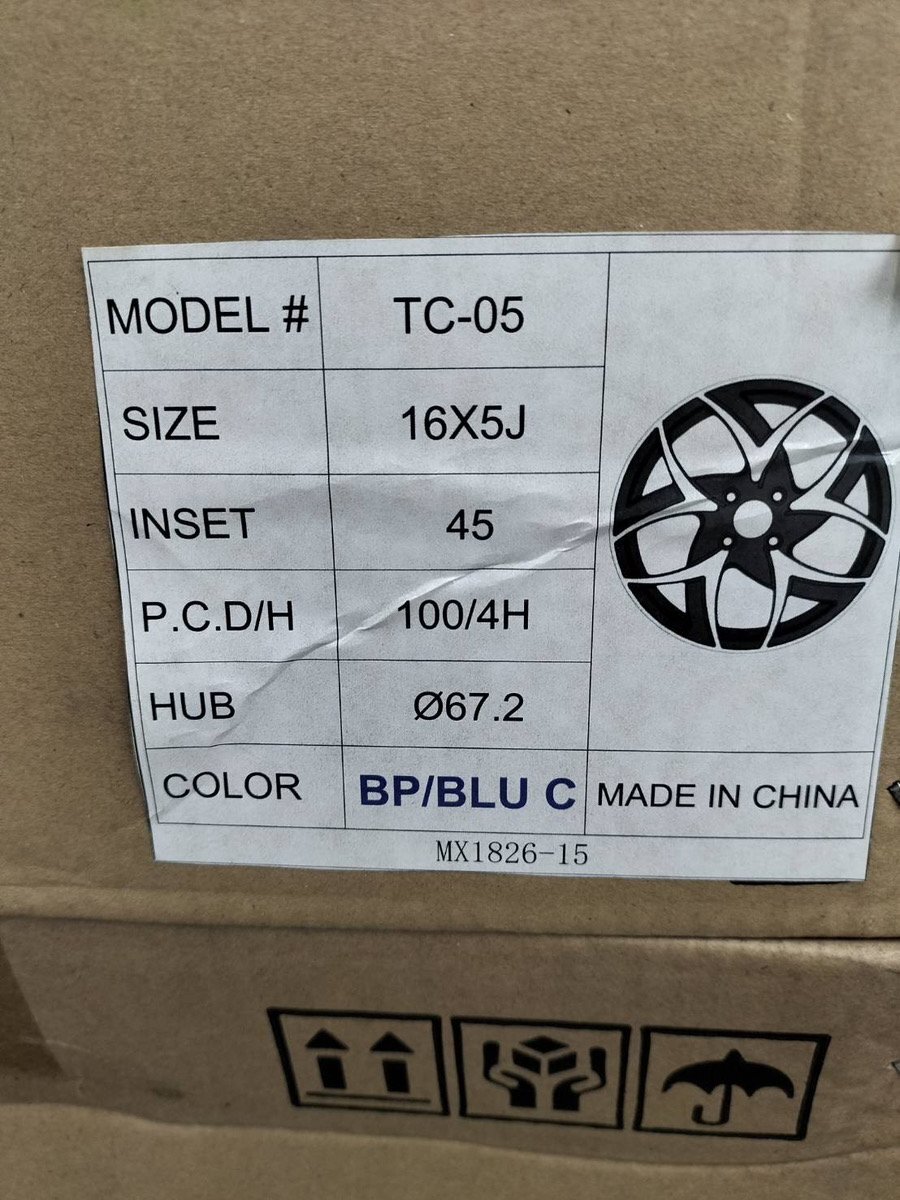 MODEL # TC-05
SIZE 16X5J
INSET 45
P.C.D/H 100/4H
HUB Ø67.2
COLOR BP/BLU C MADE IN CHINA
MX1826-15